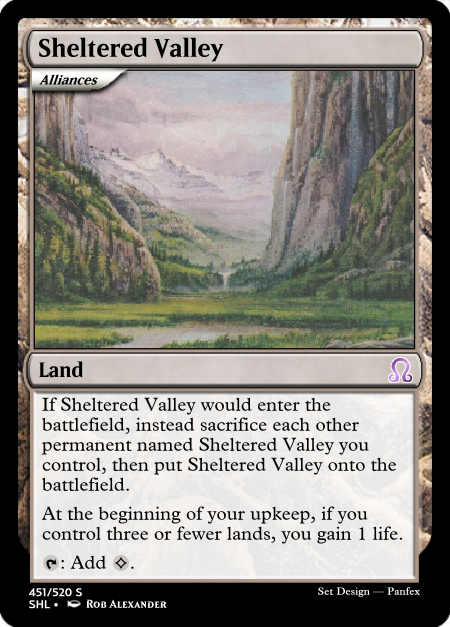 Sheltered Valley
Alliances
Land
If Sheltered Valley would enter the
battlefield, instead sacrifice each other
permanent named Sheltered Valley you
control, then put Sheltered Valley onto the
battlefield.
At the beginning of your upkeep, if you
control three or fewer lands, you gain 1 life.
: Add .
451/520 S
SHL • Rob Alexander
Set Design — Panfex